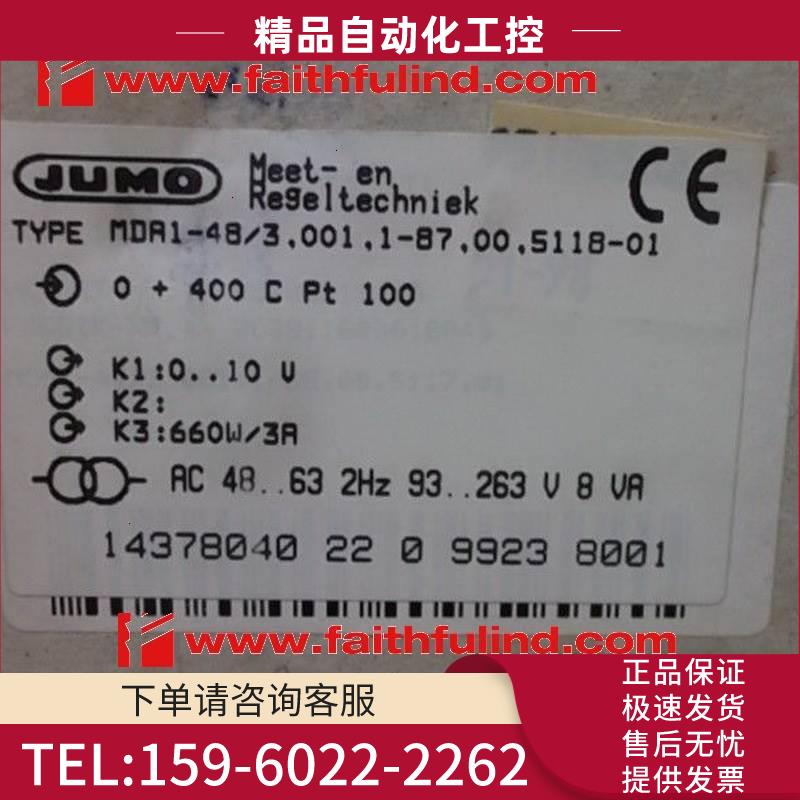 精品自动化工控
www.faithfulind.com
JUMO Meet- en
Regeltechniek
CE
TYPE MDA1-48/3,001,1-87,00,5118-01
0 + 400 C Pt 100
K1:0..10 V
K2:
K3:660W/3A
AC 48..63 2Hz 93..263 V 8 VA
14378040 22 0 9923 8001
www.faithfulind.com
下单请咨询客服
TEL:159-6022-2262
正品保证
极速发货
售后无忧
提供发票